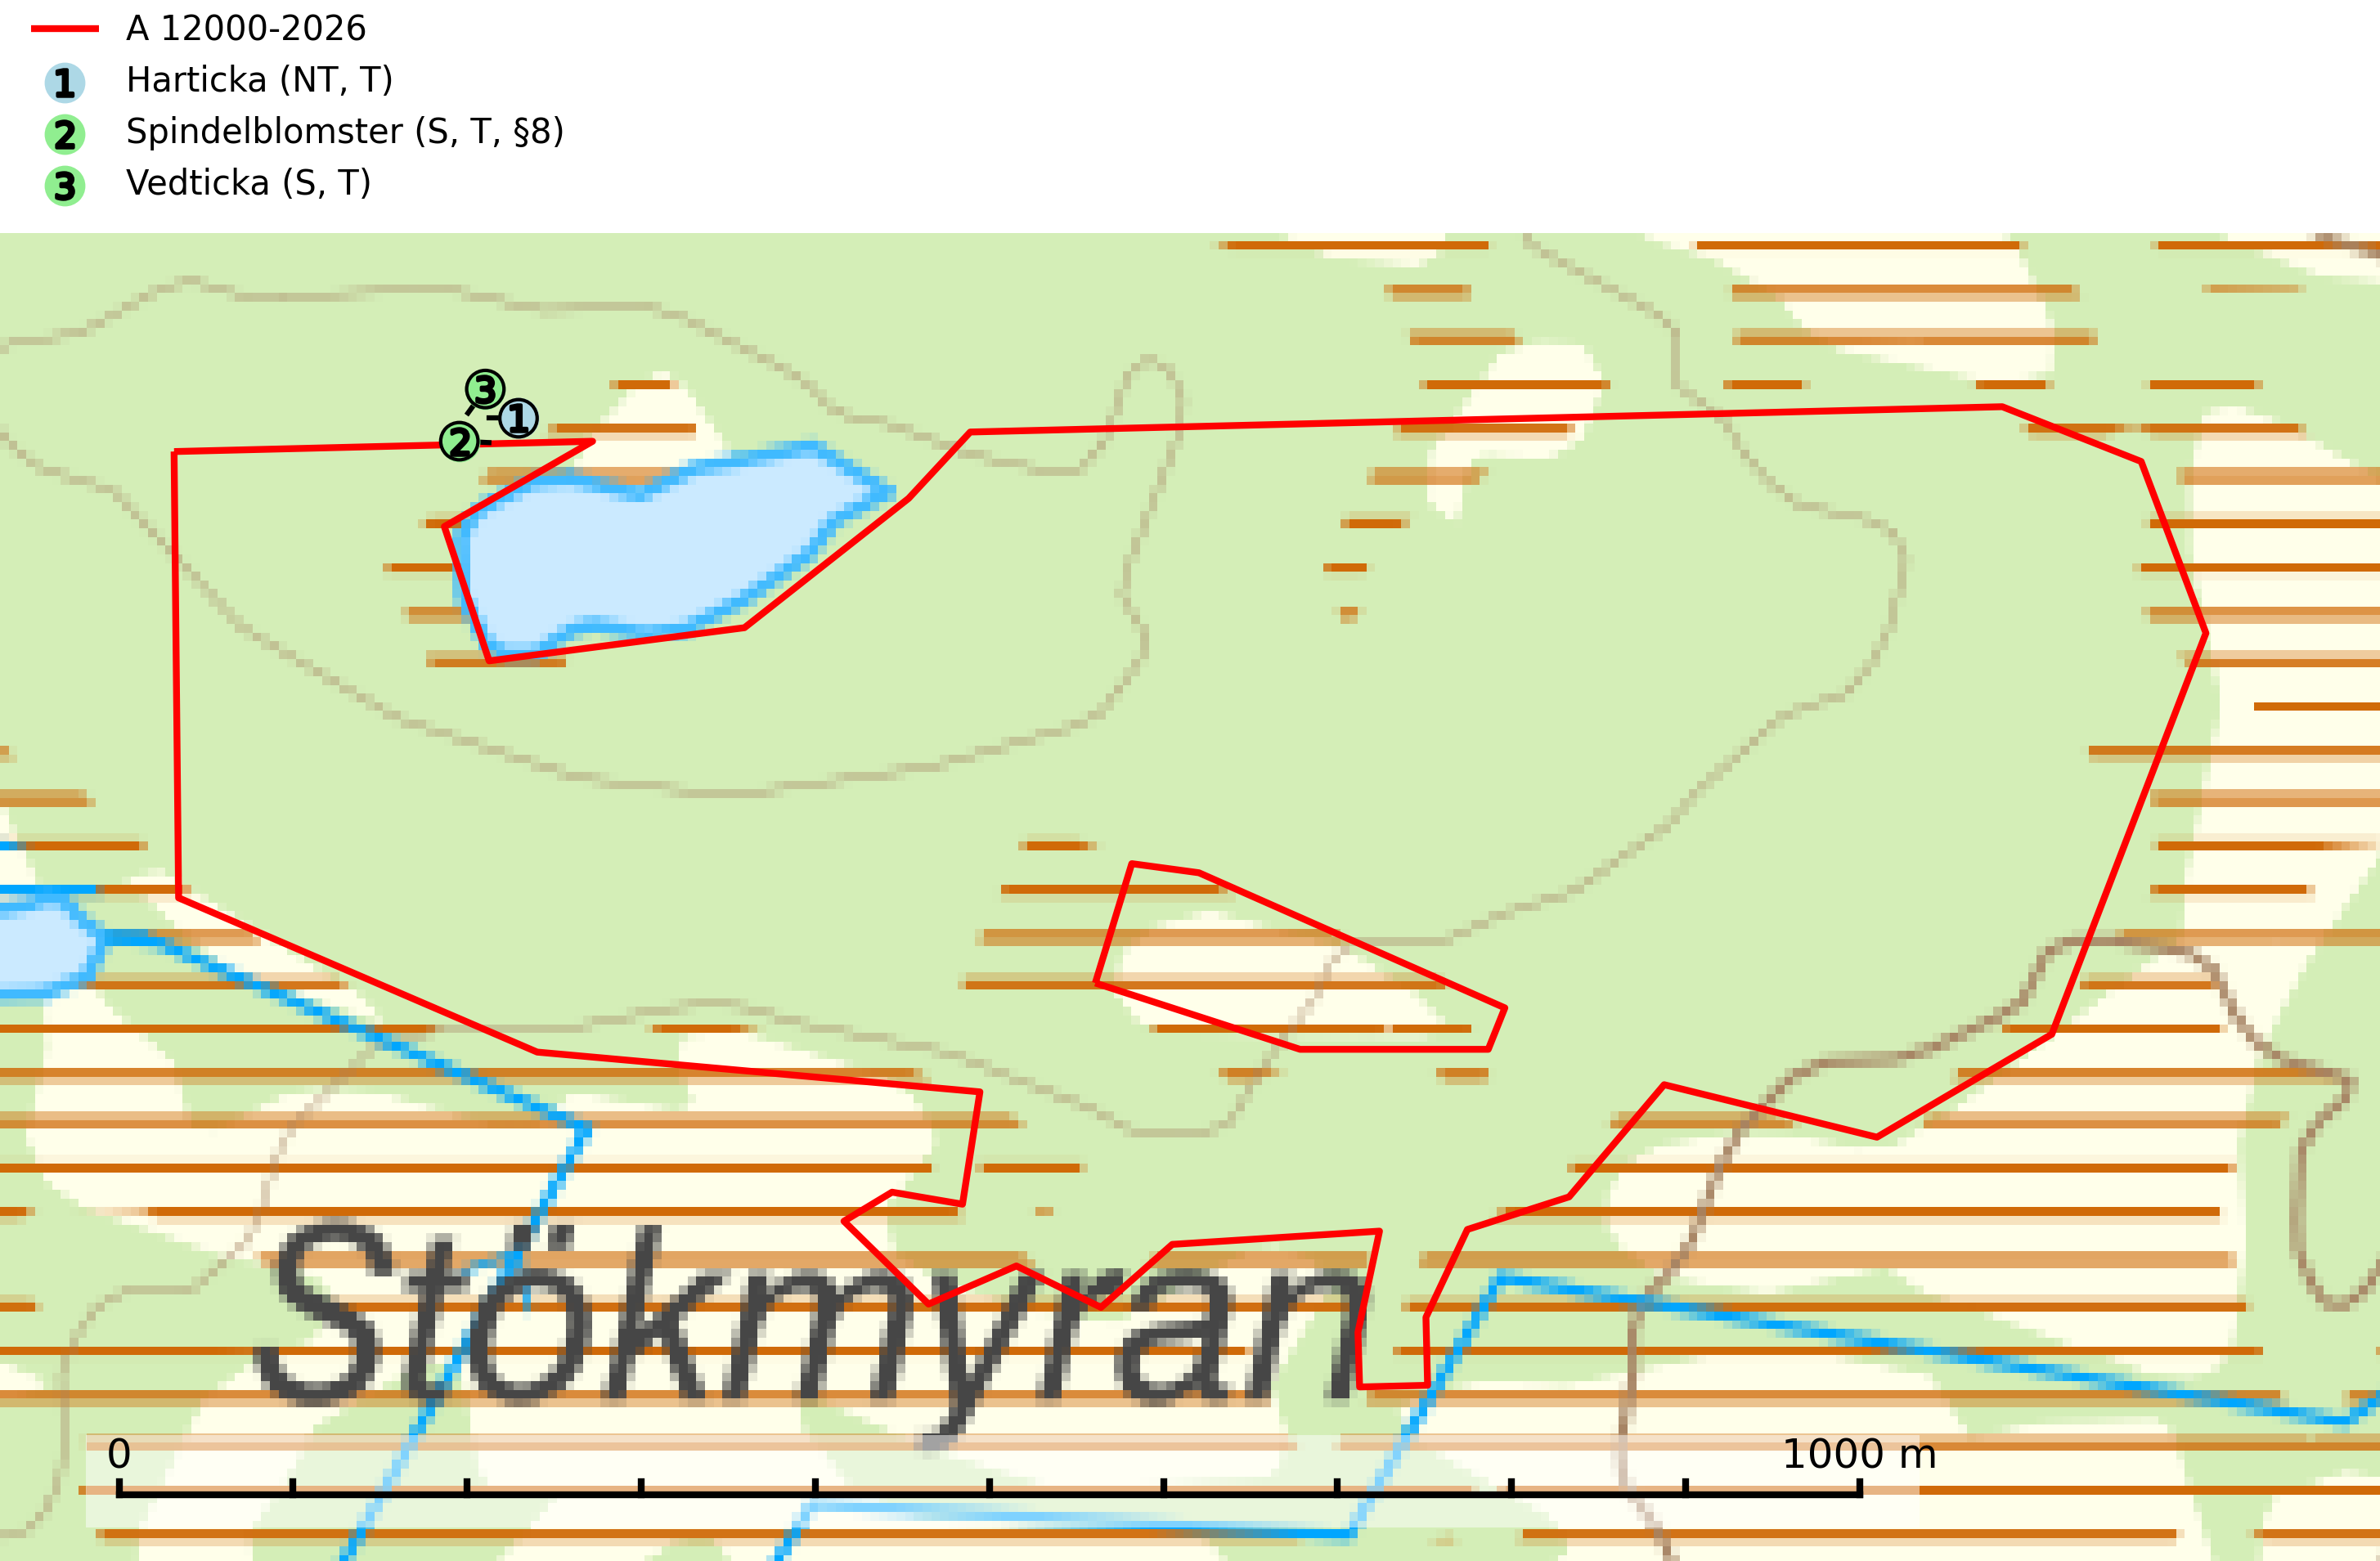 A 12000-2026
1 Harticka (NT, T)
2 Spindelblomster (S, T, §8)
3 Vedticka (S, T)
3
1
2
Stökmyran
0 1000 m